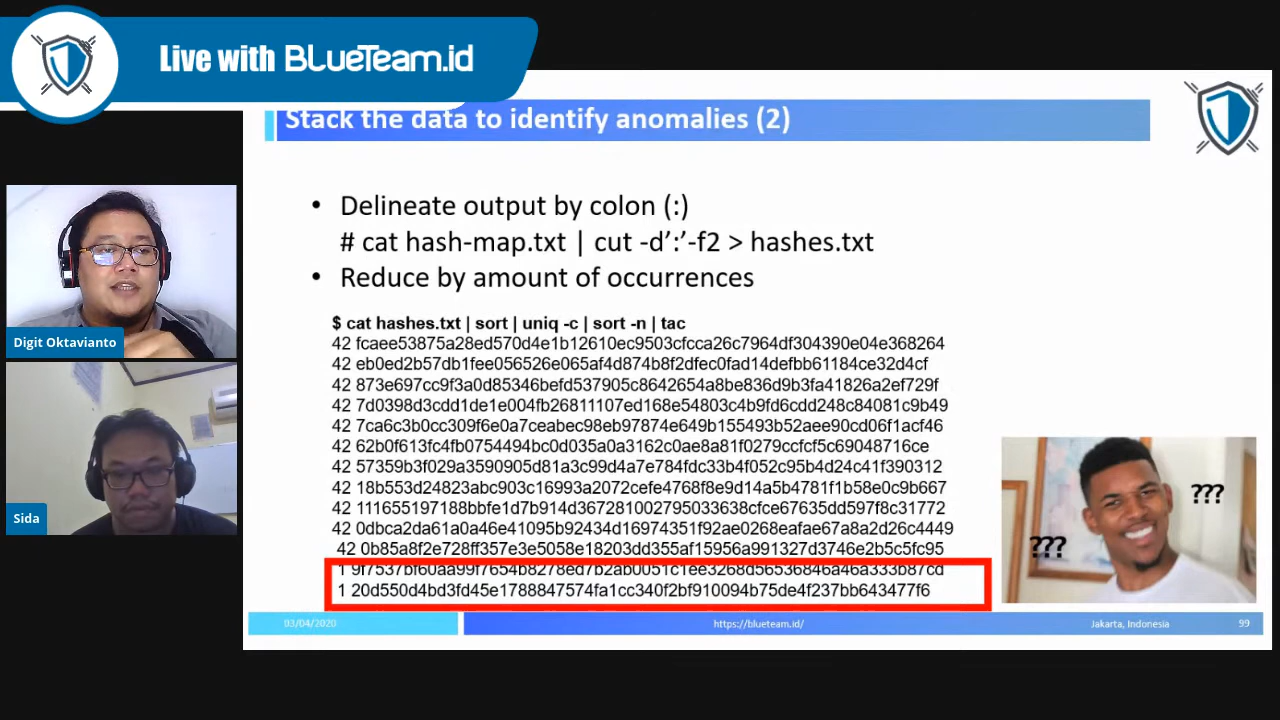 Live with BLUETeam.id
Stack the data to identify anomalies (2)
• Delineate output by colon (:)
# cat hash-map.txt | cut -d’:’-f2 > hashes.txt
• Reduce by amount of occurrences
$ cat hashes.txt | sort | uniq -c | sort -n | tac
42 fcaee53875a28ed570d4e1b12610ec9503cfcca26c7964df304390e04e368264
42 eb0ed2b57db1fee056526e065af4d874b8f2dfec0fad14defbb61184ce32d4cf
42 873e697cc9f3a0d85346befd537905c8642654a8be836d9b3fa41826a2ef729f
42 7d0398d3cdd1de1e004fb26811107ed168e54803c4b9fd6cdd248c84081c9b49
42 7ca6c3b0cc309f6e0a7ceabec98eb97874e649b155493b52aee90cd06f1acf46
42 62b0f613fc4fb0754494bc0d035a0a3162c0ae8a81f0279ccfcf5c69048716ce
42 57359b3f029a3590905d81a3c99d4a7e784fdc33b4f052c95b4d24c41f390312
42 18b553d24823abc903c16993a2072cefe4768f8e9d14a5b4781f1b58e0c9b667
42 111655197188bbfe1d7b914d367281002795033638cfce67635dd597f8c31772
42 0dbca2da61a0a46e41095b92434d16974351f92ae0268eafae67a8a2d26c4449
42 0b85a8f2e728ff357e3e5058e18203dd355af15956a991327d3746e2b5c5fc95
1 9f7537bf60aa99f7654b8278ed7b2ab0051c1ee3268d56536846a46a333b87cd
1 20d550d4bd3fd45e1788847574fa1cc340f2bf910094b75de4f237bb643477f6
???
???
Digit Oktavianto
Sida
03/04/2020
https://blueteam.id/
Jakarta, Indonesia
99